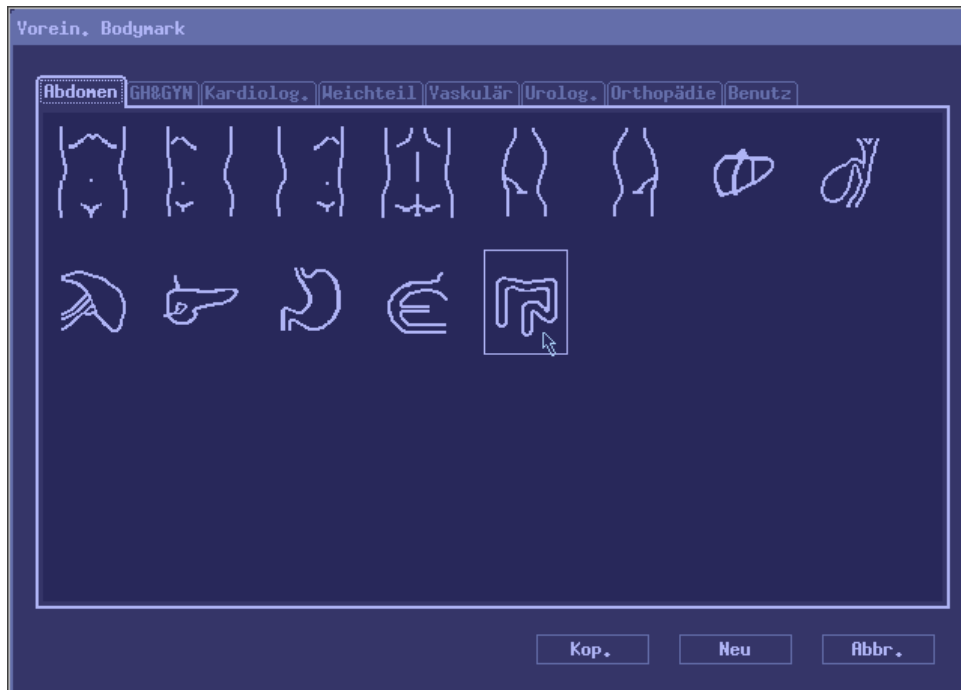 Vorein. Bodymark
Abdomen GH&GYN Kardiolog. Weichteil Vaskulär Urolog. Orthopädie Benutz
Kop. Neu Abbr.